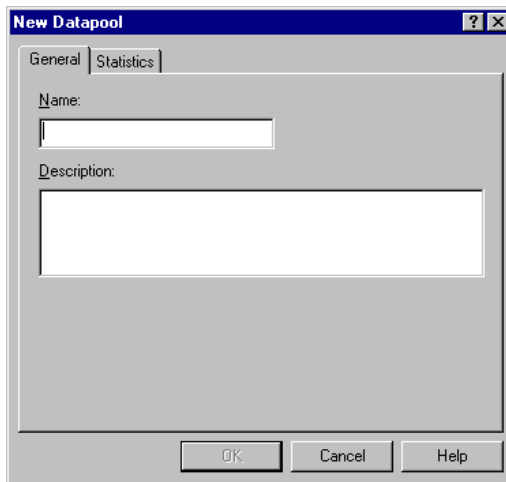 New Datapool
General Statistics
Name:
Description:
OK Cancel Help